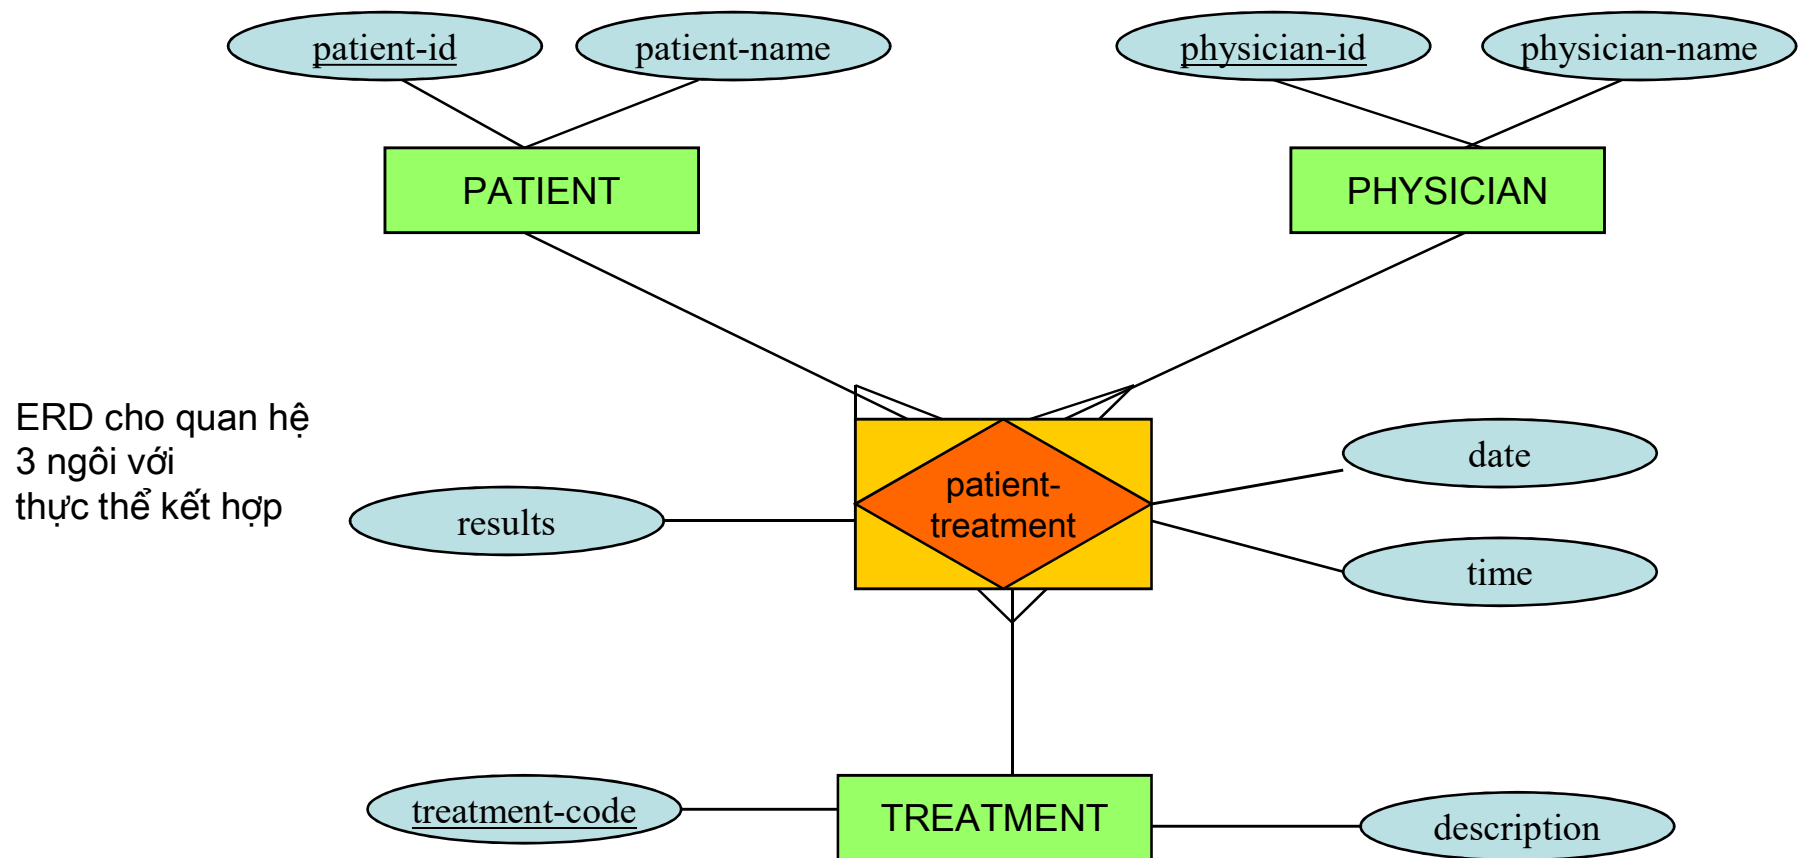 patient-id
patient-name
physician-id
physician-name
PATIENT
PHYSICIAN
ERD cho quan hệ
3 ngôi với
thực thể kết hợp
results
patient-
treatment
date
time
treatment-code
TREATMENT
description